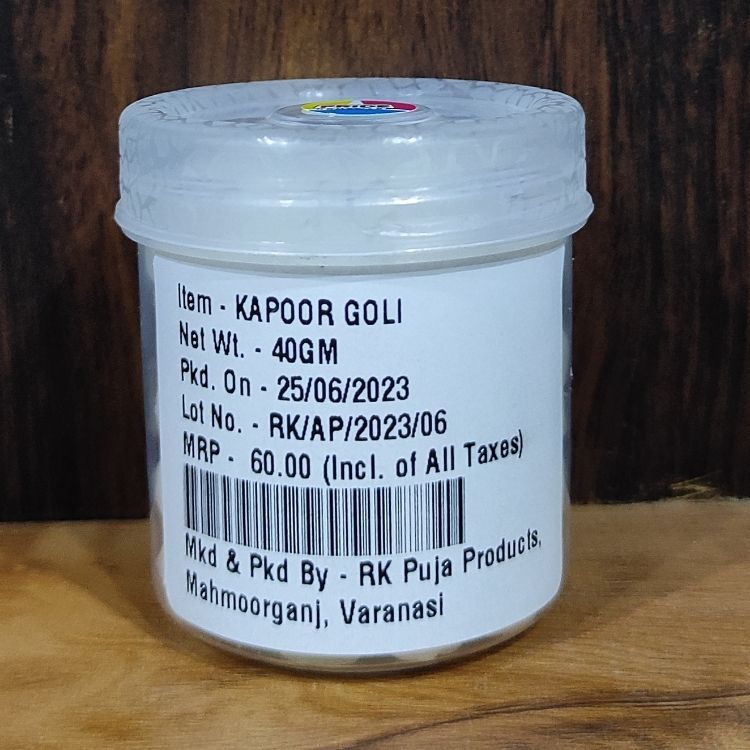 Item - KAPOOR GOLI
Net Wt. - 40GM
Pkd. On - 25/06/2023
Lot No. - RK/AP/2023/06
MRP - 60.00 (Incl. of All Taxes)
Mkd & Pkd By - RK Puja Products,
Mahmoorganj, Varanasi